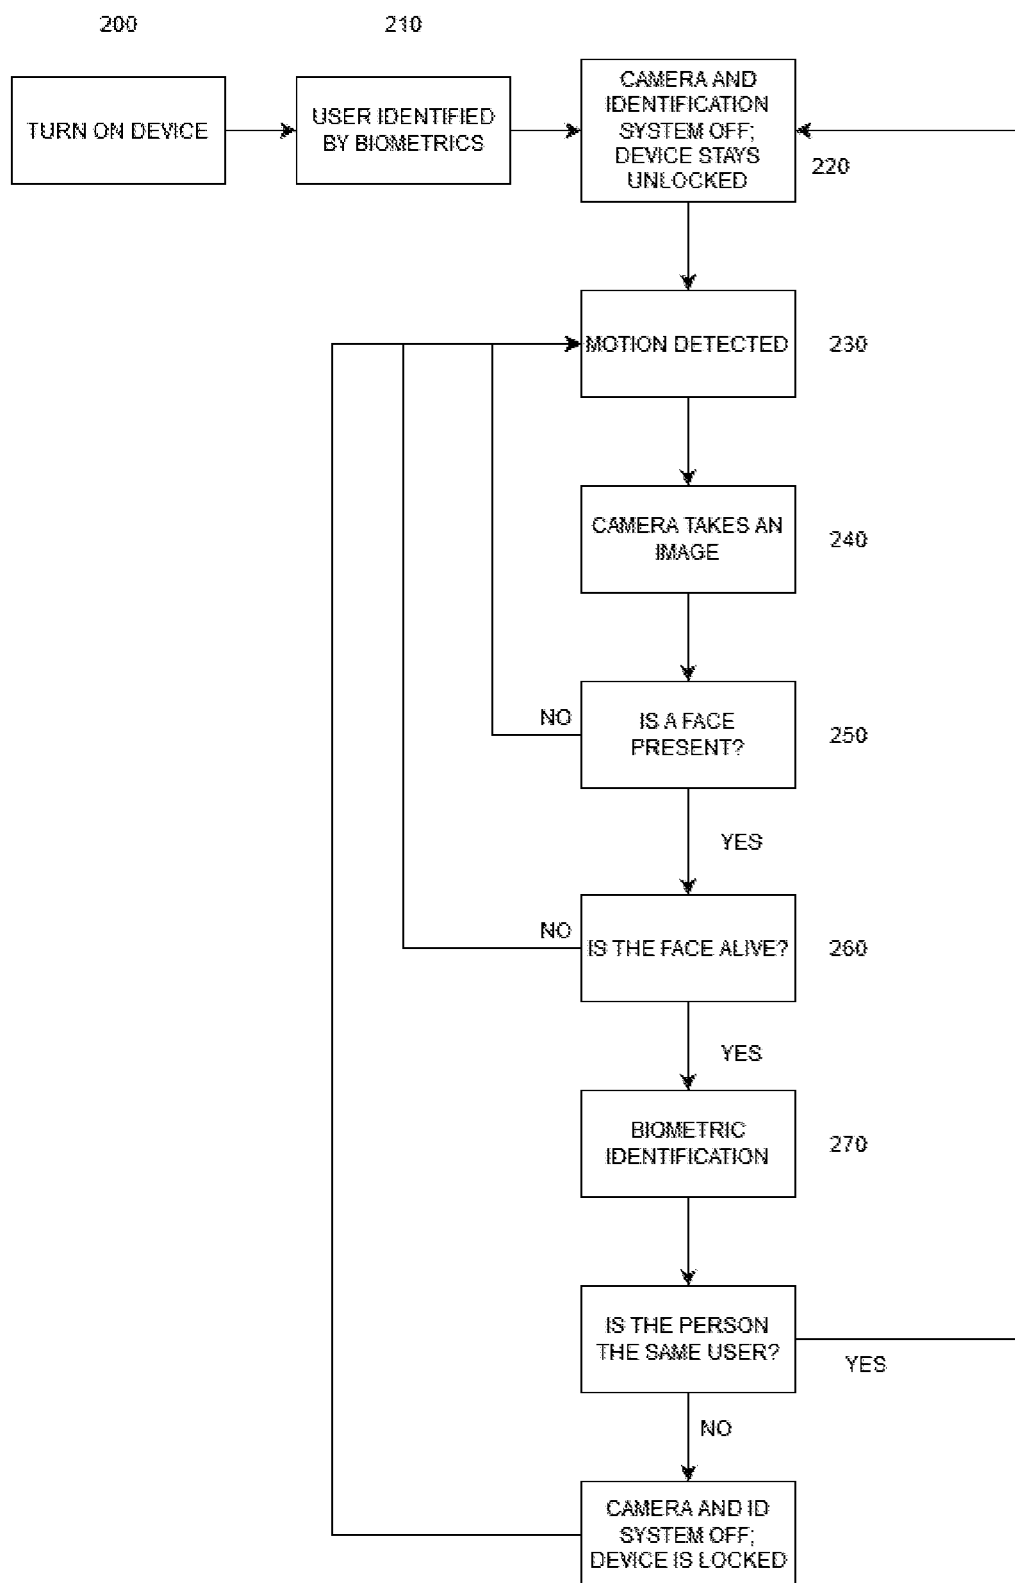 200
210
TURN ON DEVICE
USER IDENTIFIED
BY BIOMETRICS
CAMERA AND
IDENTIFICATION
SYSTEM OFF;
DEVICE STAYS
UNLOCKED
220
MOTION DETECTED
230
CAMERA TAKES AN
IMAGE
240
NO
IS A FACE
PRESENT?
250
YES
NO
IS THE FACE ALIVE?
260
YES
BIOMETRIC
IDENTIFICATION
270
IS THE PERSON
THE SAME USER?
YES
NO
CAMERA AND ID
SYSTEM OFF;
DEVICE IS LOCKED